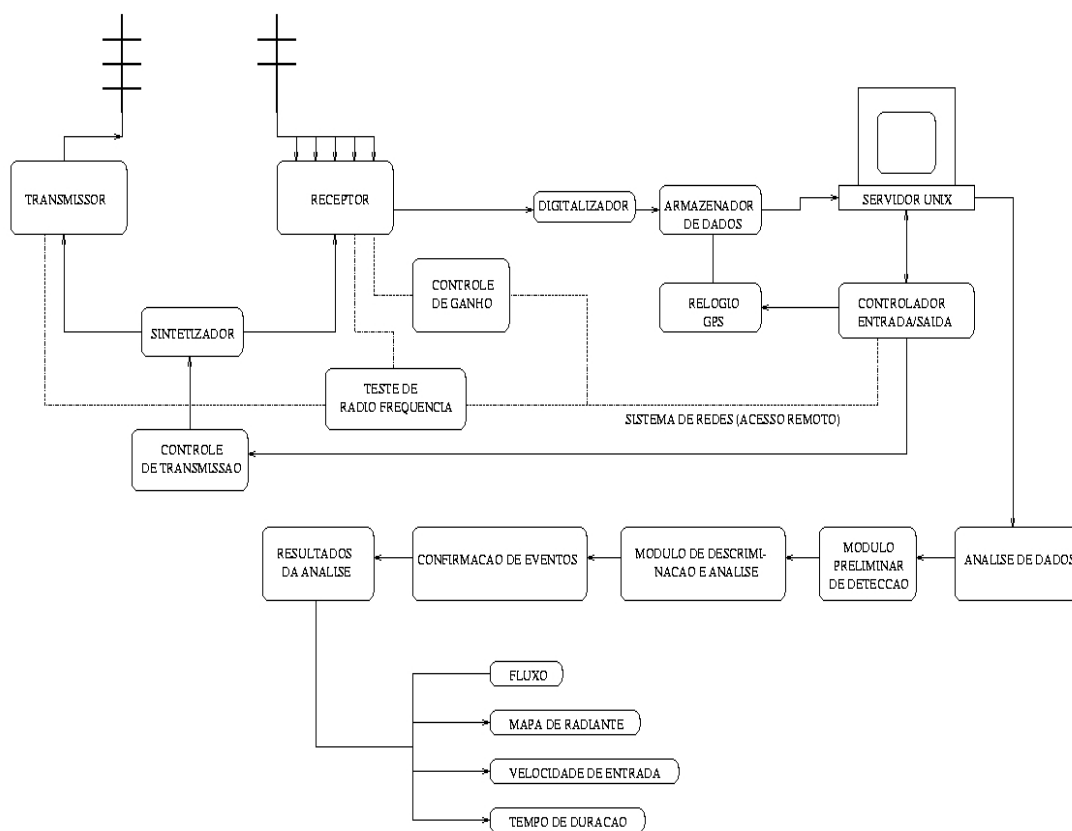 TRANSMISSOR
RECEPTOR
DIGITALIZADOR
ARMAZENADOR
DE DADOS
SERVIDOR UNIX
CONTROLE
DE GANHO
RELOGIO
GPS
CONTROLADOR
ENTRADA/SAIDA
SINTETIZADOR
TESTE DE
RADIO FREQUENCIA
SISTEMA DE REDES (ACESSO REMOTO)
CONTROLE
DE TRANSMISSAO
RESULTADOS
DA ANALISE
CONFIRMACAO DE EVENTOS
MODULO DE DESCRIMI-
NACAO E ANALISE
MODULO
PRELIMINAR
DE DETECCAO
ANALISE DE DADOS
FLUXO
MAPA DE RADIANTE
VELOCIDADE DE ENTRADA
TEMPO DE DURACAO